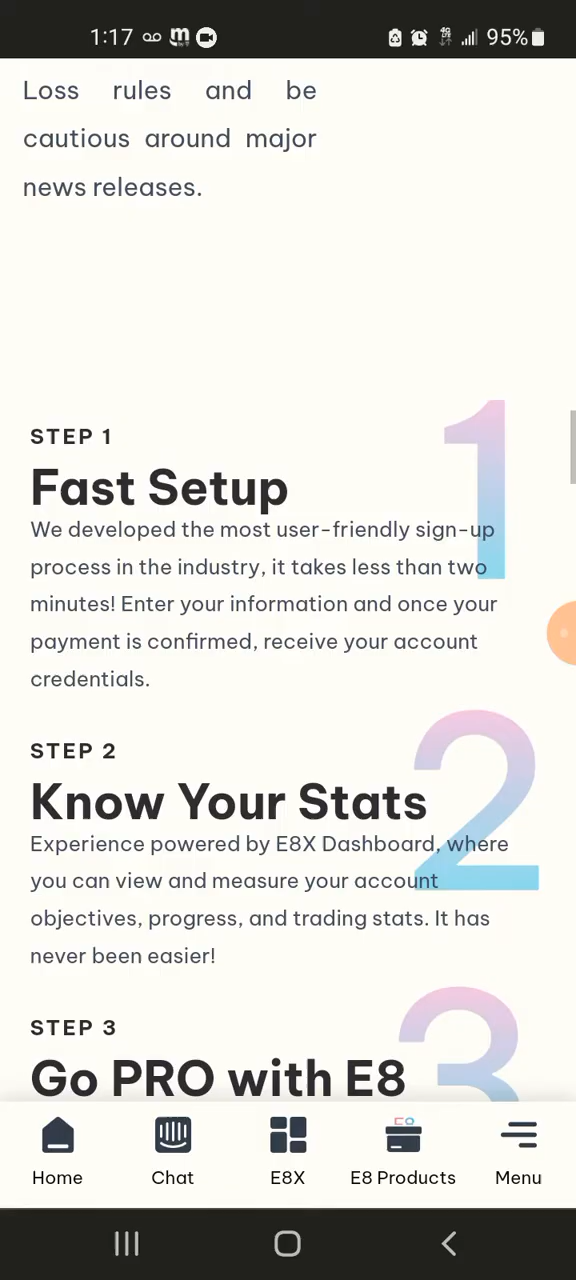 1:17 95%
Loss rules and be
cautious around major
news releases.
STEP 1
1
Fast Setup
We developed the most user-friendly sign-up
process in the industry, it takes less than two
minutes! Enter your information and once your
payment is confirmed, receive your account
credentials.
STEP 2
2
Know Your Stats
Experience powered by E8X Dashboard, where
you can view and measure your account
objectives, progress, and trading stats. It has
never been easier!
STEP 3
3
Go PRO with E8
Home Chat E8X E8 Products Menu